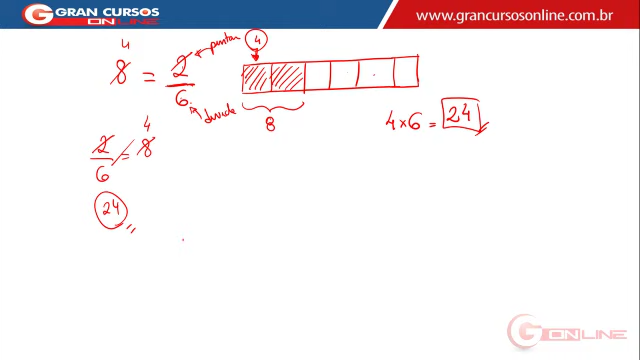 GRAN CURSOS
ONLINE
www.grancursosonline.com.br
4
8 = 2/6
pintar
divide
4
8
4 × 6 = 24
4
2/6 = 8
24
G ONLINE